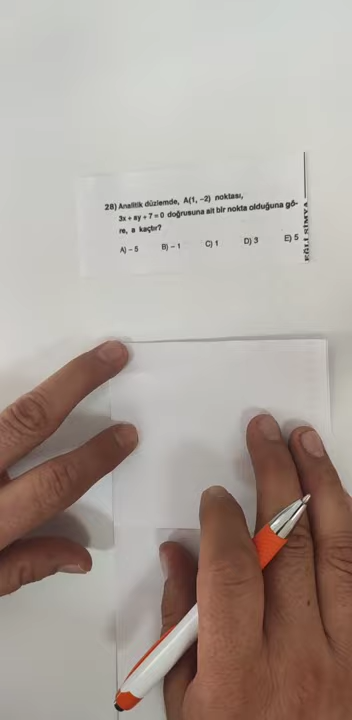 28) Analitik düzlemde, A(1, –2) noktası,
3x + ay + 7 = 0 doğrusuna ait bir nokta olduğuna gö-
re, a kaçtır?
A) – 5 B) – 1 C) 1 D) 3 E) 5